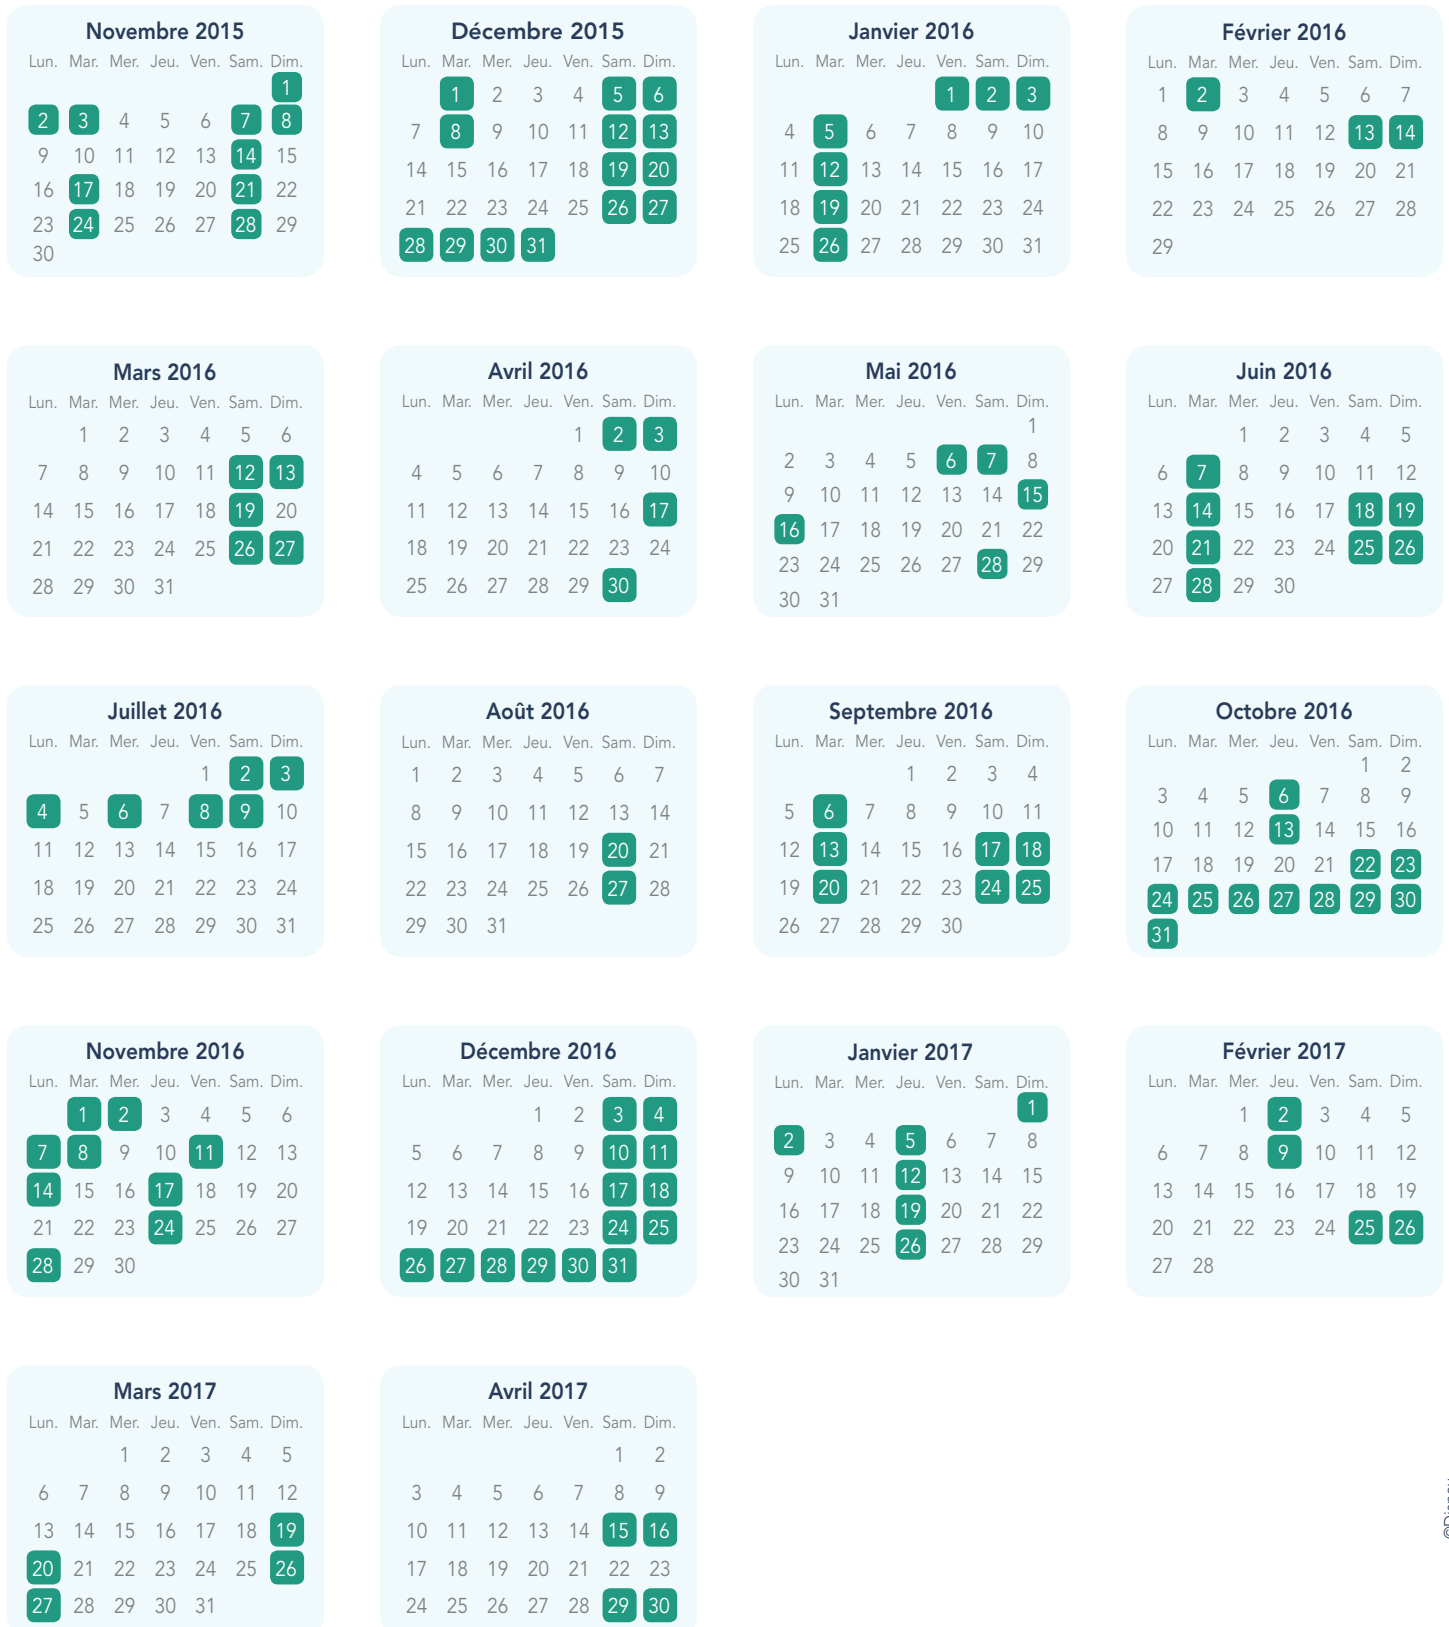 Novembre 2015
Lun. Mar. Mer. Jeu. Ven. Sam. Dim.
1
2 3 4 5 6 7 8
9 10 11 12 13 14 15
16 17 18 19 20 21 22
23 24 25 26 27 28 29
30
Décembre 2015
Lun. Mar. Mer. Jeu. Ven. Sam. Dim.
1 2 3 4 5 6
7 8 9 10 11 12 13
14 15 16 17 18 19 20
21 22 23 24 25 26 27
28 29 30 31
Janvier 2016
Lun. Mar. Mer. Jeu. Ven. Sam. Dim.
1 2 3
4 5 6 7 8 9 10
11 12 13 14 15 16 17
18 19 20 21 22 23 24
25 26 27 28 29 30 31
Février 2016
Lun. Mar. Mer. Jeu. Ven. Sam. Dim.
1 2 3 4 5 6 7
8 9 10 11 12 13 14
15 16 17 18 19 20 21
22 23 24 25 26 27 28
29
Mars 2016
Lun. Mar. Mer. Jeu. Ven. Sam. Dim.
1 2 3 4 5 6
7 8 9 10 11 12 13
14 15 16 17 18 19 20
21 22 23 24 25 26 27
28 29 30 31
Avril 2016
Lun. Mar. Mer. Jeu. Ven. Sam. Dim.
1 2 3
4 5 6 7 8 9 10
11 12 13 14 15 16 17
18 19 20 21 22 23 24
25 26 27 28 29 30
Mai 2016
Lun. Mar. Mer. Jeu. Ven. Sam. Dim.
1
2 3 4 5 6 7 8
9 10 11 12 13 14 15
16 17 18 19 20 21 22
23 24 25 26 27 28 29
30 31
Juin 2016
Lun. Mar. Mer. Jeu. Ven. Sam. Dim.
1 2 3 4 5
6 7 8 9 10 11 12
13 14 15 16 17 18 19
20 21 22 23 24 25 26
27 28 29 30
Juillet 2016
Lun. Mar. Mer. Jeu. Ven. Sam. Dim.
1 2 3
4 5 6 7 8 9 10
11 12 13 14 15 16 17
18 19 20 21 22 23 24
25 26 27 28 29 30 31
Août 2016
Lun. Mar. Mer. Jeu. Ven. Sam. Dim.
1 2 3 4 5 6 7
8 9 10 11 12 13 14
15 16 17 18 19 20 21
22 23 24 25 26 27 28
29 30 31
Septembre 2016
Lun. Mar. Mer. Jeu. Ven. Sam. Dim.
1 2 3 4
5 6 7 8 9 10 11
12 13 14 15 16 17 18
19 20 21 22 23 24 25
26 27 28 29 30
Octobre 2016
Lun. Mar. Mer. Jeu. Ven. Sam. Dim.
1 2
3 4 5 6 7 8 9
10 11 12 13 14 15 16
17 18 19 20 21 22 23
24 25 26 27 28 29 30
31
Novembre 2016
Lun. Mar. Mer. Jeu. Ven. Sam. Dim.
1 2 3 4 5 6
7 8 9 10 11 12 13
14 15 16 17 18 19 20
21 22 23 24 25 26 27
28 29 30
Décembre 2016
Lun. Mar. Mer. Jeu. Ven. Sam. Dim.
1 2 3 4
5 6 7 8 9 10 11
12 13 14 15 16 17 18
19 20 21 22 23 24 25
26 27 28 29 30 31
Janvier 2017
Lun. Mar. Mer. Jeu. Ven. Sam. Dim.
1
2 3 4 5 6 7 8
9 10 11 12 13 14 15
16 17 18 19 20 21 22
23 24 25 26 27 28 29
30 31
Février 2017
Lun. Mar. Mer. Jeu. Ven. Sam. Dim.
1 2 3 4 5
6 7 8 9 10 11 12
13 14 15 16 17 18 19
20 21 22 23 24 25 26
27 28
Mars 2017
Lun. Mar. Mer. Jeu. Ven. Sam. Dim.
1 2 3 4 5
6 7 8 9 10 11 12
13 14 15 16 17 18 19
20 21 22 23 24 25 26
27 28 29 30 31
Avril 2017
Lun. Mar. Mer. Jeu. Ven. Sam. Dim.
1 2
3 4 5 6 7 8 9
10 11 12 13 14 15 16
17 18 19 20 21 22 23
24 25 26 27 28 29 30